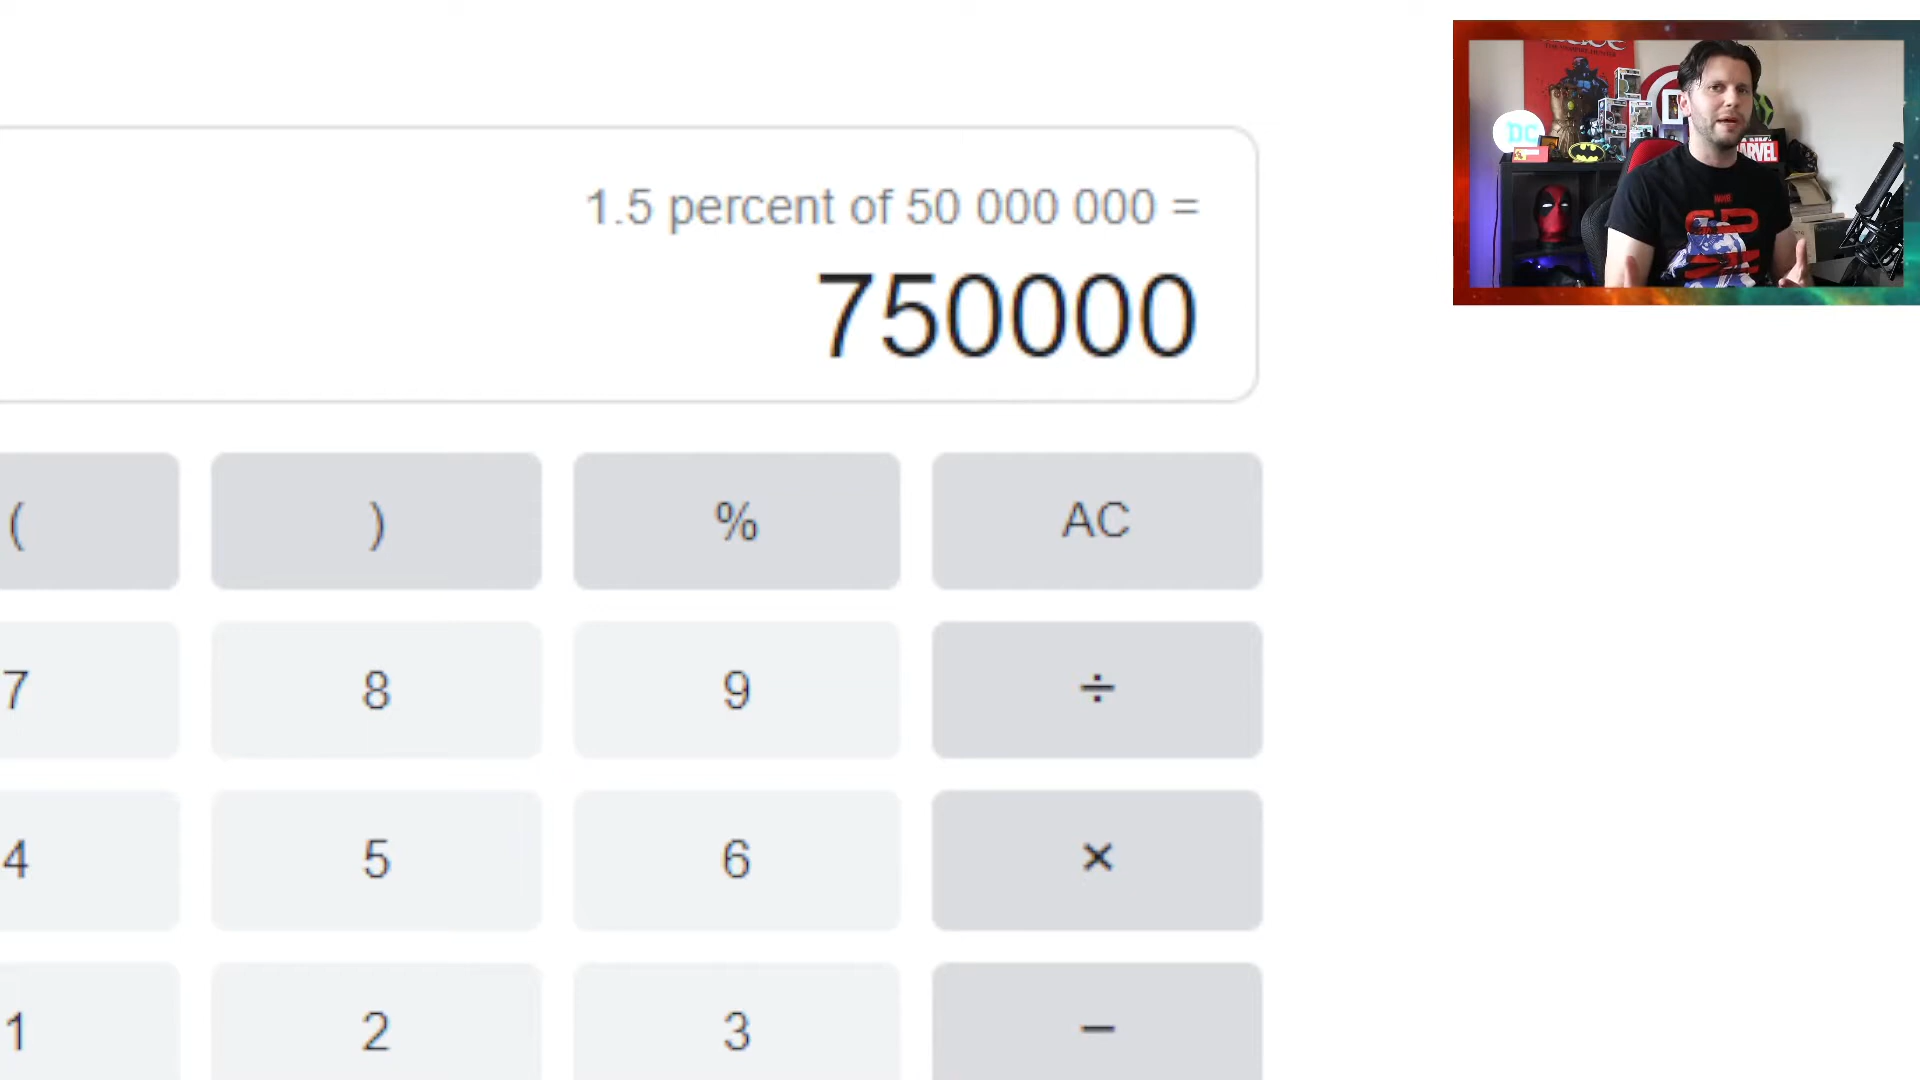 1.5 percent of 50 000 000 =
750000
( ) % AC
7 8 9 ÷
4 5 6 ×
1 2 3 −
DC
MARVEL